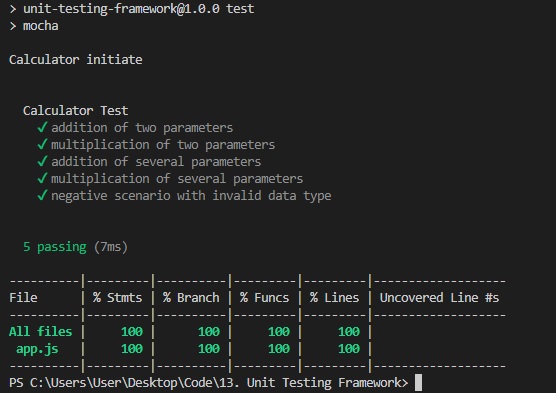 > unit-testing-framework@1.0.0 test
> mocha
Calculator initiate
Calculator Test
✓ addition of two parameters
✓ multiplication of two parameters
✓ addition of several parameters
✓ multiplication of several parameters
✓ negative scenario with invalid data type
5 passing (7ms)
----------|---------|----------|---------|---------|-------------------
File      | % Stmts | % Branch | % Funcs | % Lines | Uncovered Line #s
----------|---------|----------|---------|---------|-------------------
All files |     100 |      100 |     100 |     100 |
 app.js   |     100 |      100 |     100 |     100 |
----------|---------|----------|---------|---------|-------------------
PS C:\Users\User\Desktop\Code\13. Unit Testing Framework>